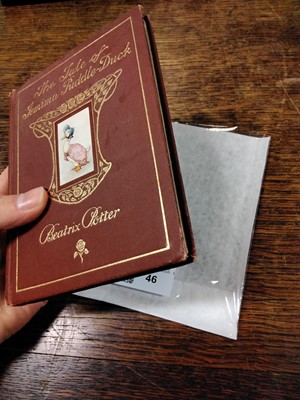 The Tale of
Jemima Puddle-Duck
Beatrix Potter
46